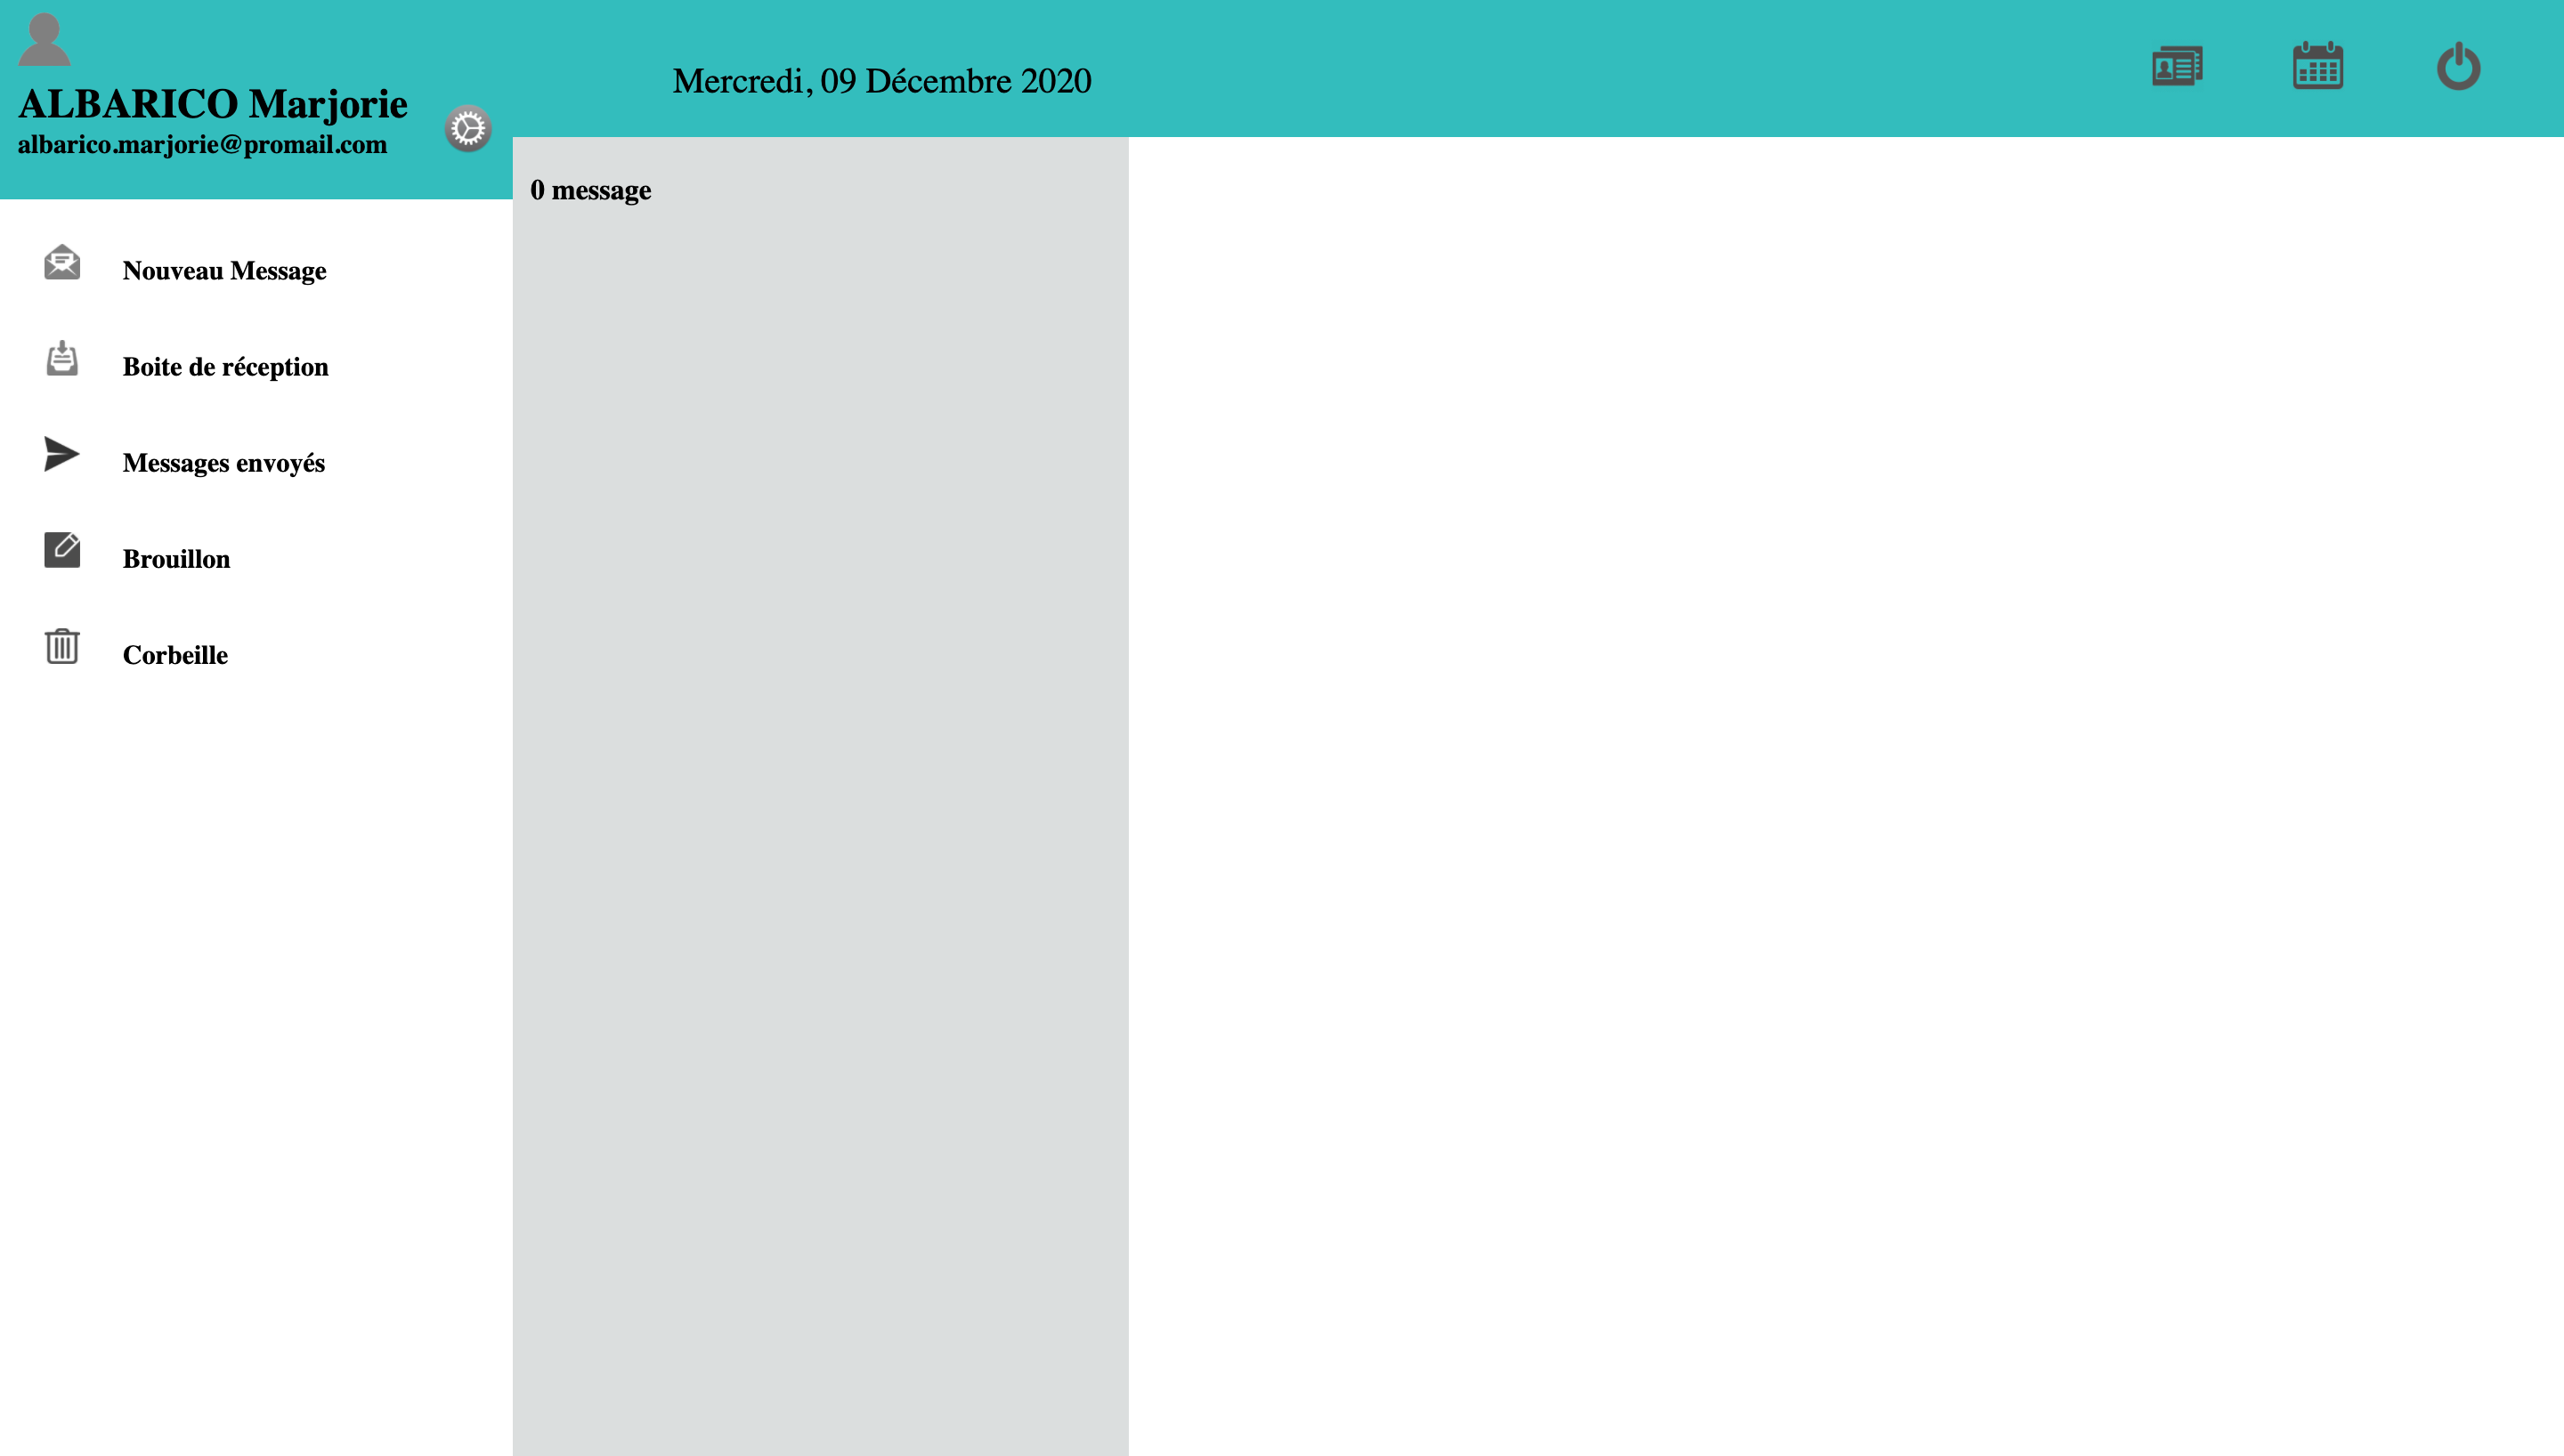 ALBARICO Marjorie
albarico.marjorie@promail.com
Mercredi, 09 Décembre 2020
Nouveau Message
Boite de réception
Messages envoyés
Brouillon
Corbeille
0 message